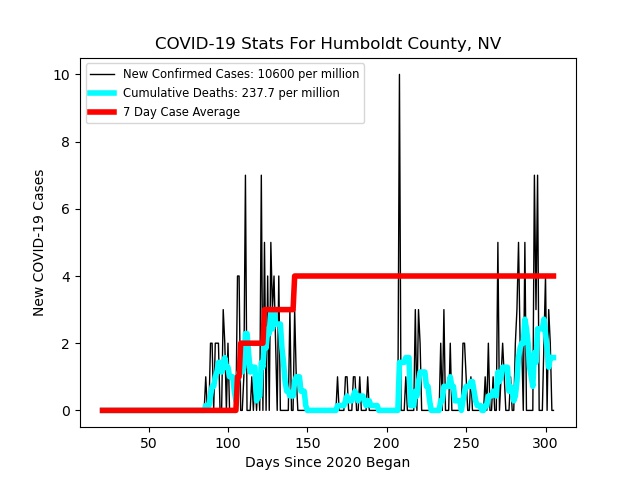 COVID-19 Stats For Humboldt County, NV
New Confirmed Cases: 10600 per million
Cumulative Deaths: 237.7 per million
7 Day Case Average
New COVID-19 Cases
10
8
6
4
2
0
50 100 150 200 250 300
Days Since 2020 Began